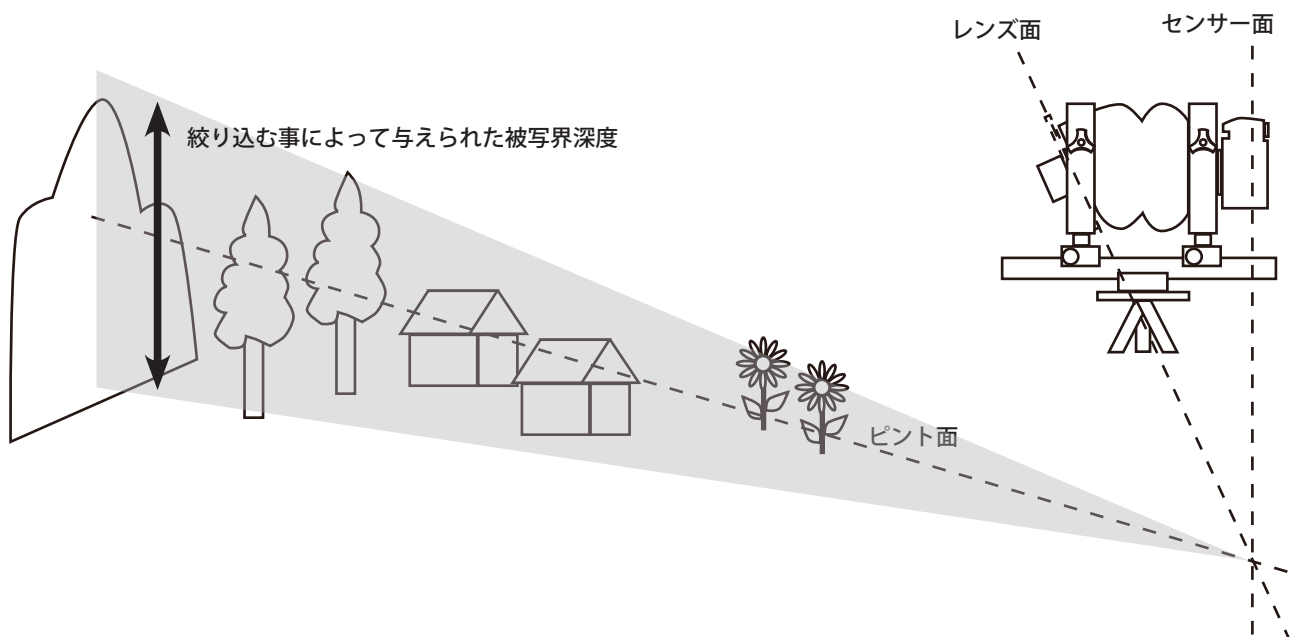 レンズ面
センサー面
絞り込む事によって与えられた被写界深度
ピント面